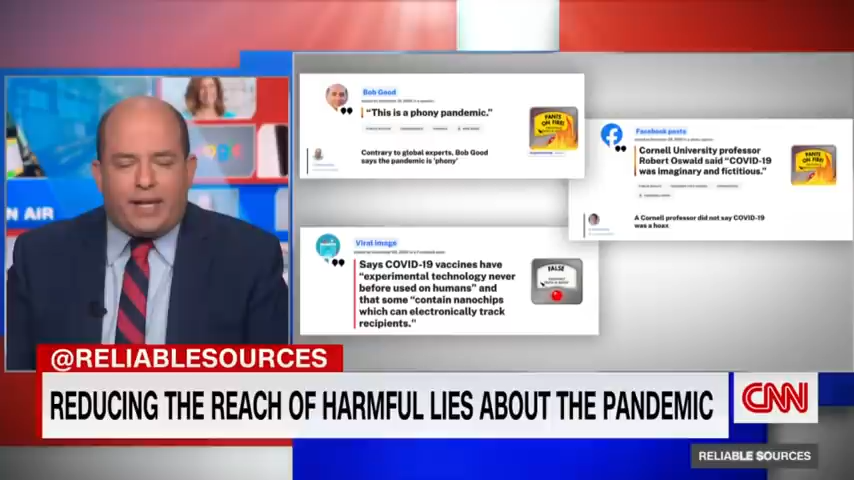 ON AIR
Bob Good
"This is a phony pandemic."
PANTS
ON FIRE!
Contrary to global experts, Bob Good
says the pandemic is 'phony'
Facebook posts
Cornell University professor
Robert Oswald said "COVID-19
was imaginary and fictitious."
PANTS
ON FIRE!
A Cornell professor did not say COVID-19
was a hoax
Viral image
Says COVID-19 vaccines have
"experimental technology never
before used on humans" and
that some "contain nanochips
which can electronically track
recipients."
FALSE
@RELIABLESOURCES
REDUCING THE REACH OF HARMFUL LIES ABOUT THE PANDEMIC
CNN
RELIABLE SOURCES